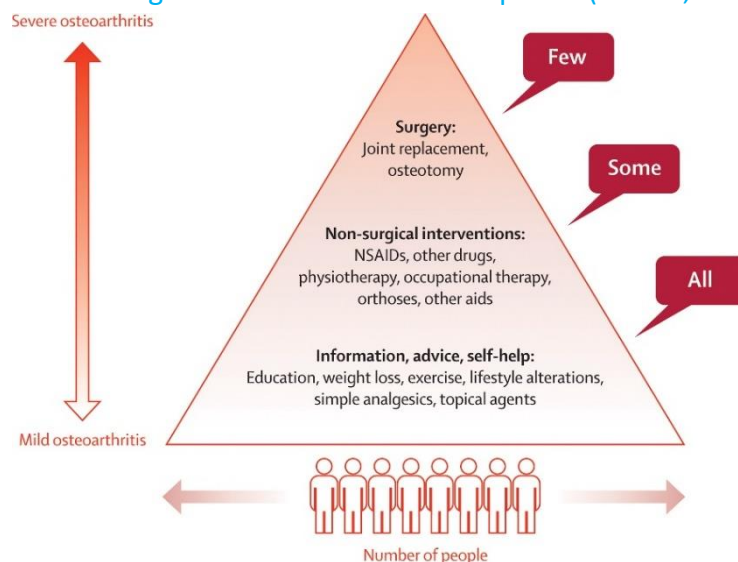 Severe osteoarthritis
Few
Surgery:
Joint replacement,
osteotomy
Some
Non-surgical interventions:
NSAIDs, other drugs,
physiotherapy, occupational therapy,
orthoses, other aids
All
Information, advice, self-help:
Education, weight loss, exercise, lifestyle alterations,
simple analgesics, topical agents
Mild osteoarthritis
Number of people